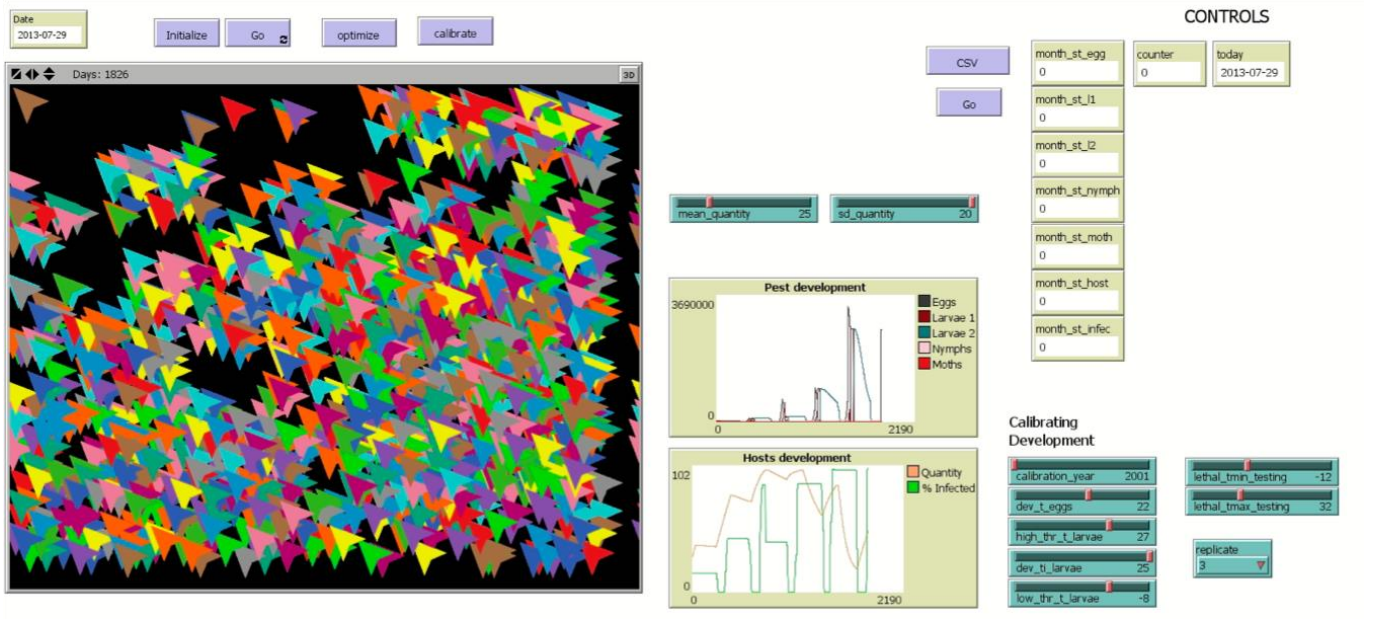 CONTROLS
Date
2013-07-29
Initialize
Go
optimize
calibrate
Days: 1826
3D
CSV
Go
month_st_egg
0
counter
0
today
2013-07-29
month_st_l1
0
month_st_l2
0
month_st_nymph
0
month_st_moth
0
month_st_host
0
month_st_infec
0
mean_quantity 25
sd_quantity 20
Pest development
3690000
0
0
2190
Eggs
Larvae 1
Larvae 2
Nymphs
Moths
Hosts development
102
0
0
2190
Quantity
% Infected
Calibrating
Development
calibration_year 2001
dev_t_eggs 22
high_thr_t_larvae 27
dev_ti_larvae 25
low_thr_t_larvae -8
lethal_tmin_testing -12
lethal_tmax_testing 32
replicate
3